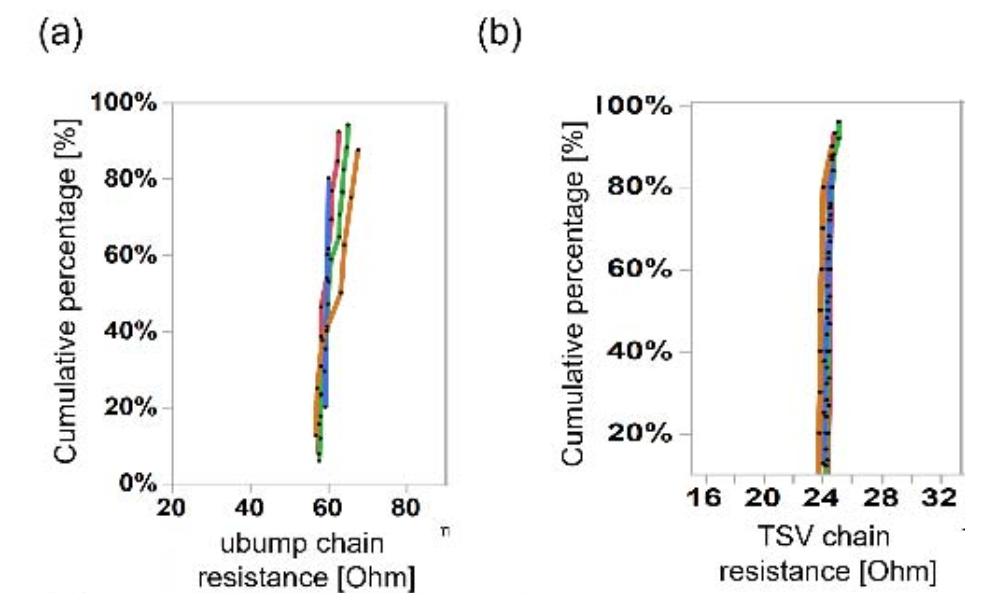 (a)
Cumulative percentage [%]
100%
80%
60%
40%
20%
0%
20 40 60 80
ubump chain
resistance [Ohm]
(b)
Cumulative percentage [%]
100%
80%
60%
40%
20%
16 20 24 28 32
TSV chain
resistance [Ohm]